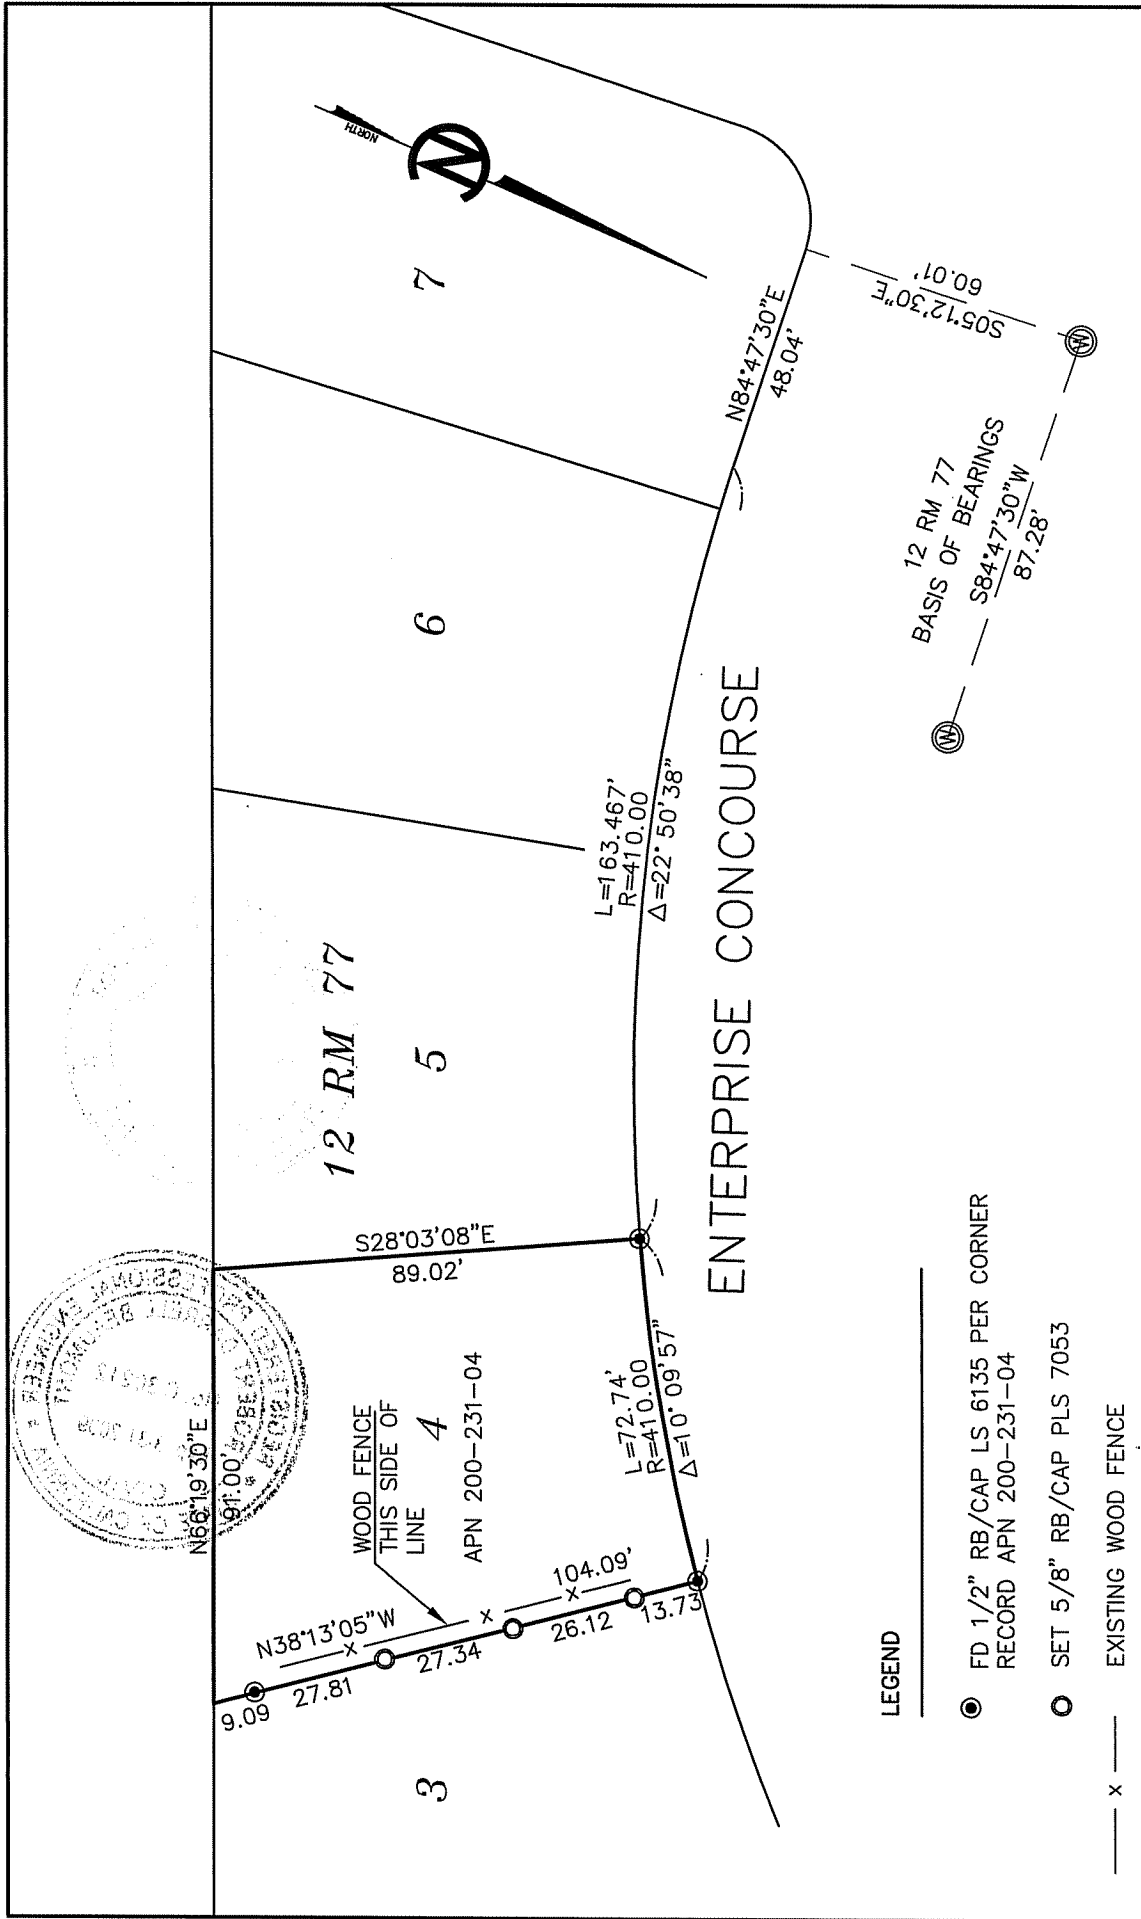 NORTH
N
7
6
5
12 RM 77
4
3
N66°19'30"E
91.00'
S28°03'08"E
89.02'
WOOD FENCE
THIS SIDE OF
LINE
APN 200-231-04
N38°13'05"W
104.09'
9.09
27.81
27.34
26.12
13.73
L=72.74'
R=410.00
Δ=10°09'57"
L=163.467'
R=410.00
Δ=22°50'38"
N84°47'30"E
48.04'
S05°12'30"E
60.01'
ENTERPRISE CONCOURSE
12 RM 77
BASIS OF BEARINGS
S84°47'30"W
87.28'
W
W
LEGEND
FD 1/2" RB/CAP LS 6135 PER CORNER
RECORD APN 200-231-04
SET 5/8" RB/CAP PLS 7053
x EXISTING WOOD FENCE
REGISTERED PROFESSIONAL ENGINEER